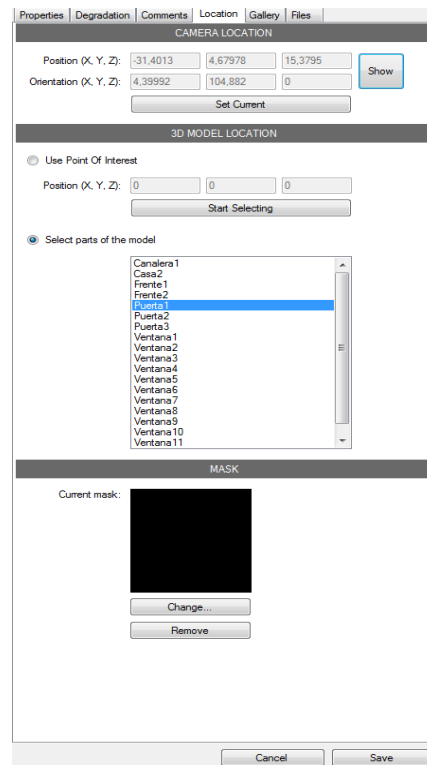 Properties Degradation Comments Location Gallery Files
CAMERA LOCATION
Position (X, Y, Z): -31,4013 4,67978 15,3795
Show
Orientation (X, Y, Z): 4,39992 104,882 0
Set Current
3D MODEL LOCATION
Use Point Of Interest
Position (X, Y, Z): 0 0 0
Start Selecting
Select parts of the model
Canalera1
Casa2
Frente1
Frente2
Puerta1
Puerta2
Puerta3
Ventana1
Ventana2
Ventana3
Ventana4
Ventana5
Ventana6
Ventana7
Ventana8
Ventana9
Ventana10
Ventana11
MASK
Current mask:
Change...
Remove
Cancel Save